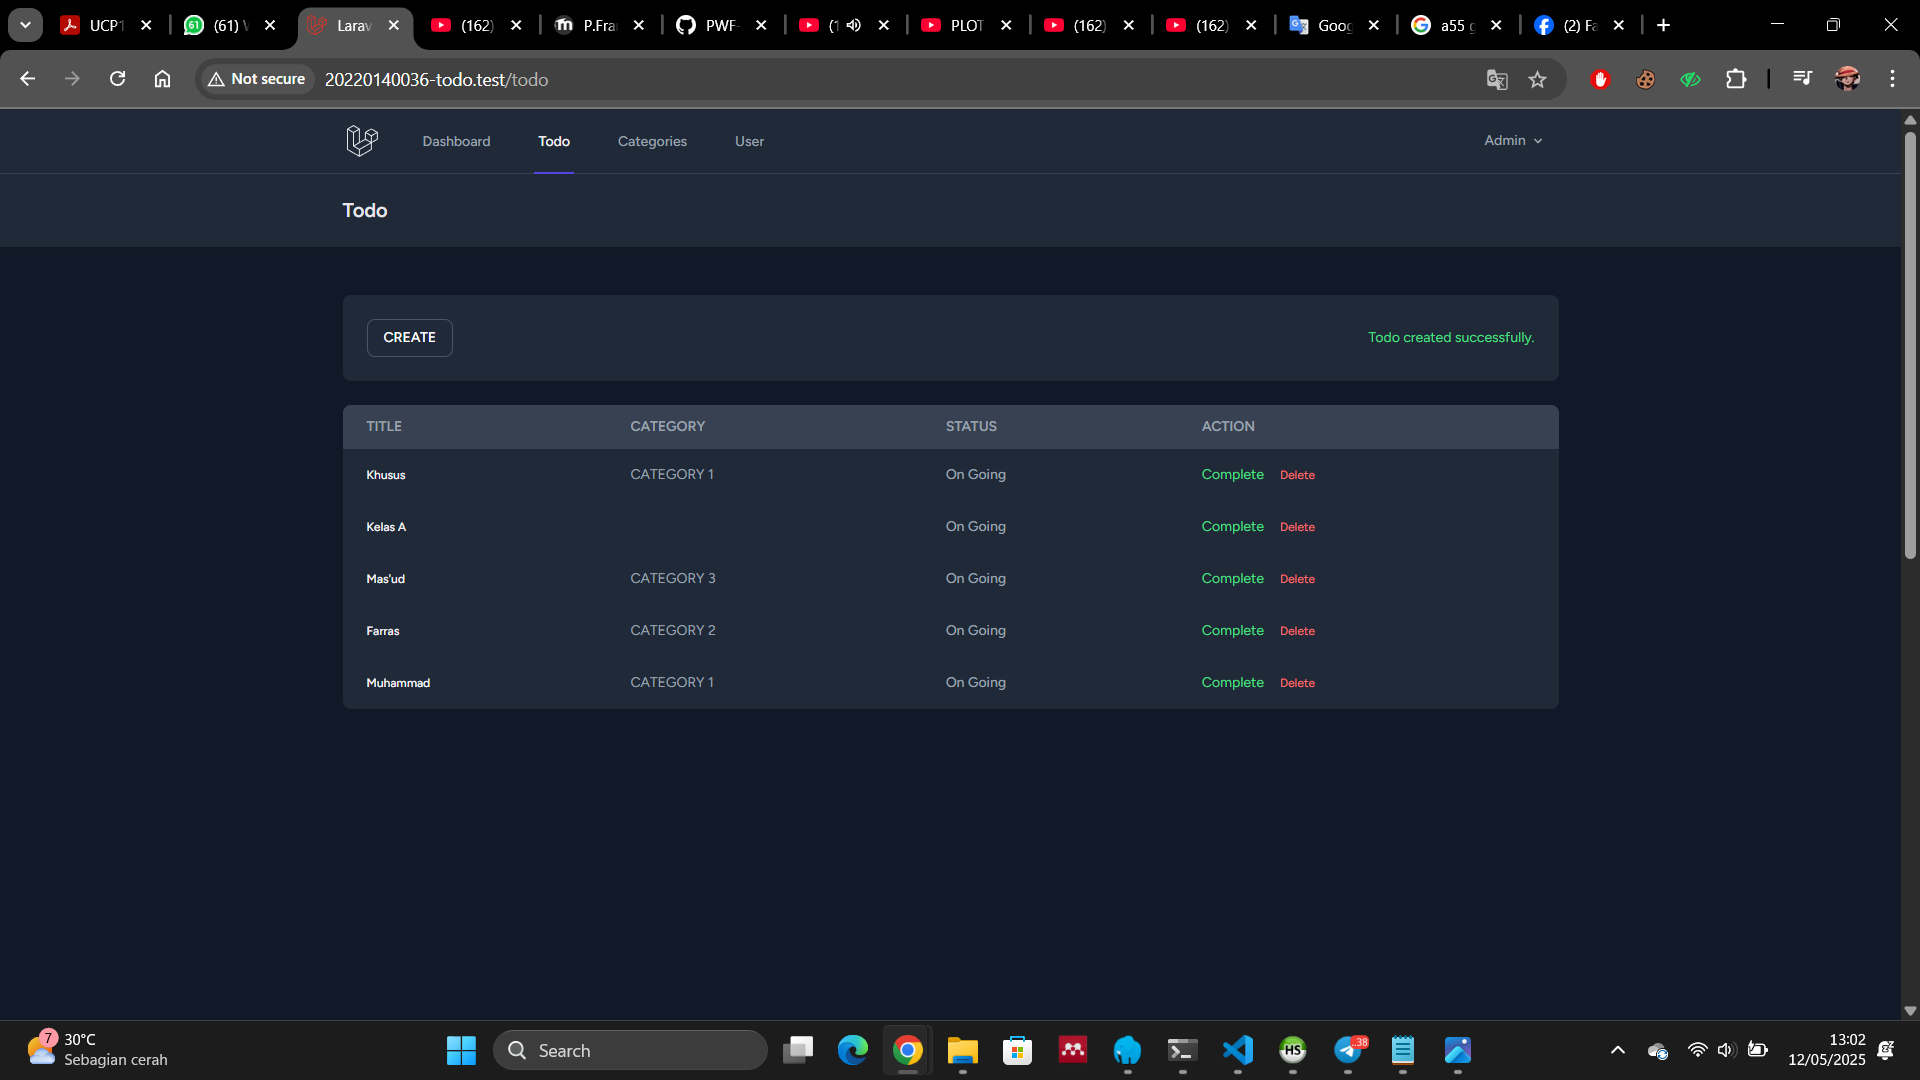 UCP1
(61) W
Larav
(162)
P.Fra
PWF-
(1
PLOT
(162)
(162)
Goog
a55 g
(2) Fa
Not secure
20220140036-todo.test/todo
Dashboard
Todo
Categories
User
Admin
Todo
CREATE
Todo created successfully.
TITLE CATEGORY STATUS ACTION
Khusus CATEGORY 1 On Going Complete Delete
Kelas A On Going Complete Delete
Mas'ud CATEGORY 3 On Going Complete Delete
Farras CATEGORY 2 On Going Complete Delete
Muhammad CATEGORY 1 On Going Complete Delete
7
30°C
Sebagian cerah
Search
HS
38
13:02
12/05/2025